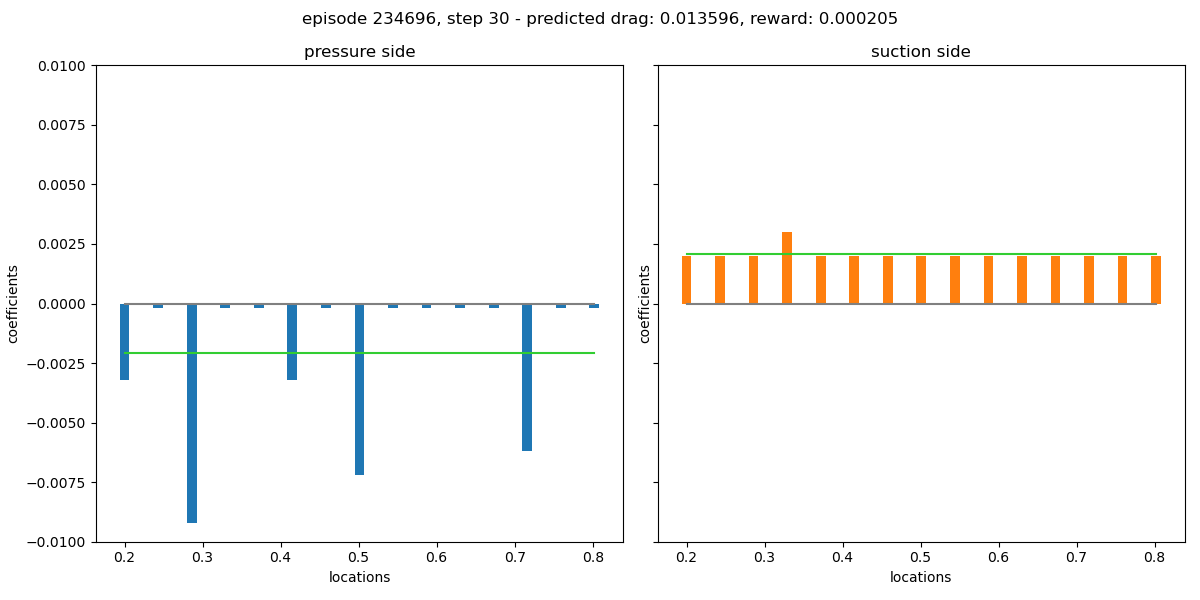 episode 234696, step 30 - predicted drag: 0.013596, reward: 0.000205
pressure side
0.0100
0.0075
0.0050
0.0025
0.0000
−0.0025
−0.0050
−0.0075
−0.0100
coefficients
0.2 0.3 0.4 0.5 0.6 0.7 0.8
locations
suction side
coefficients
0.2 0.3 0.4 0.5 0.6 0.7 0.8
locations